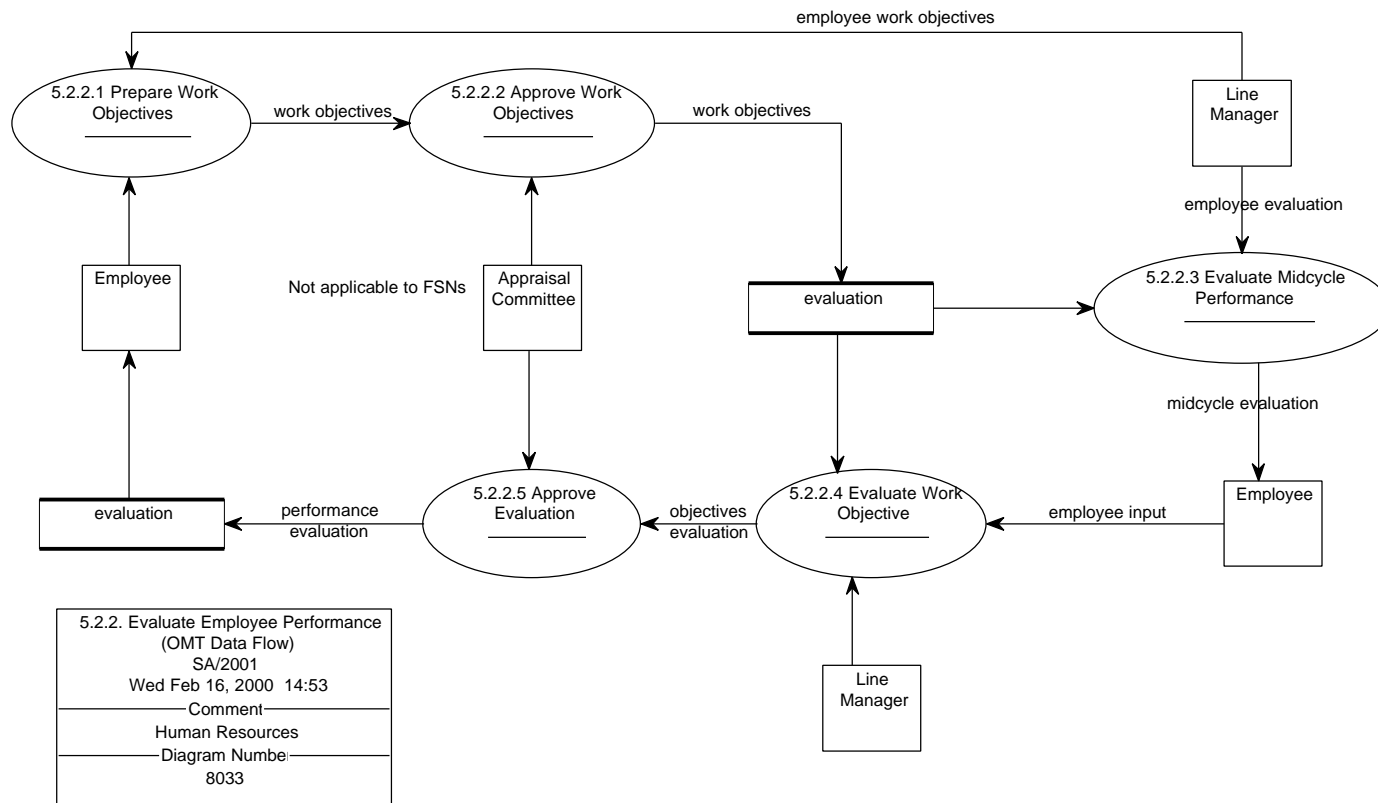 employee work objectives
5.2.2.1 Prepare Work
Objectives
work objectives
5.2.2.2 Approve Work
Objectives
work objectives
Line
Manager
employee evaluation
Employee
Not applicable to FSNs
Appraisal
Committee
evaluation
5.2.2.3 Evaluate Midcycle
Performance
midcycle evaluation
evaluation
performance
evaluation
5.2.2.5 Approve
Evaluation
objectives
evaluation
5.2.2.4 Evaluate Work
Objective
employee input
Employee
5.2.2. Evaluate Employee Performance
(OMT Data Flow)
SA/2001
Wed Feb 16, 2000 14:53
Comment
Human Resources
Diagram Numbe
8033
Line
Manager